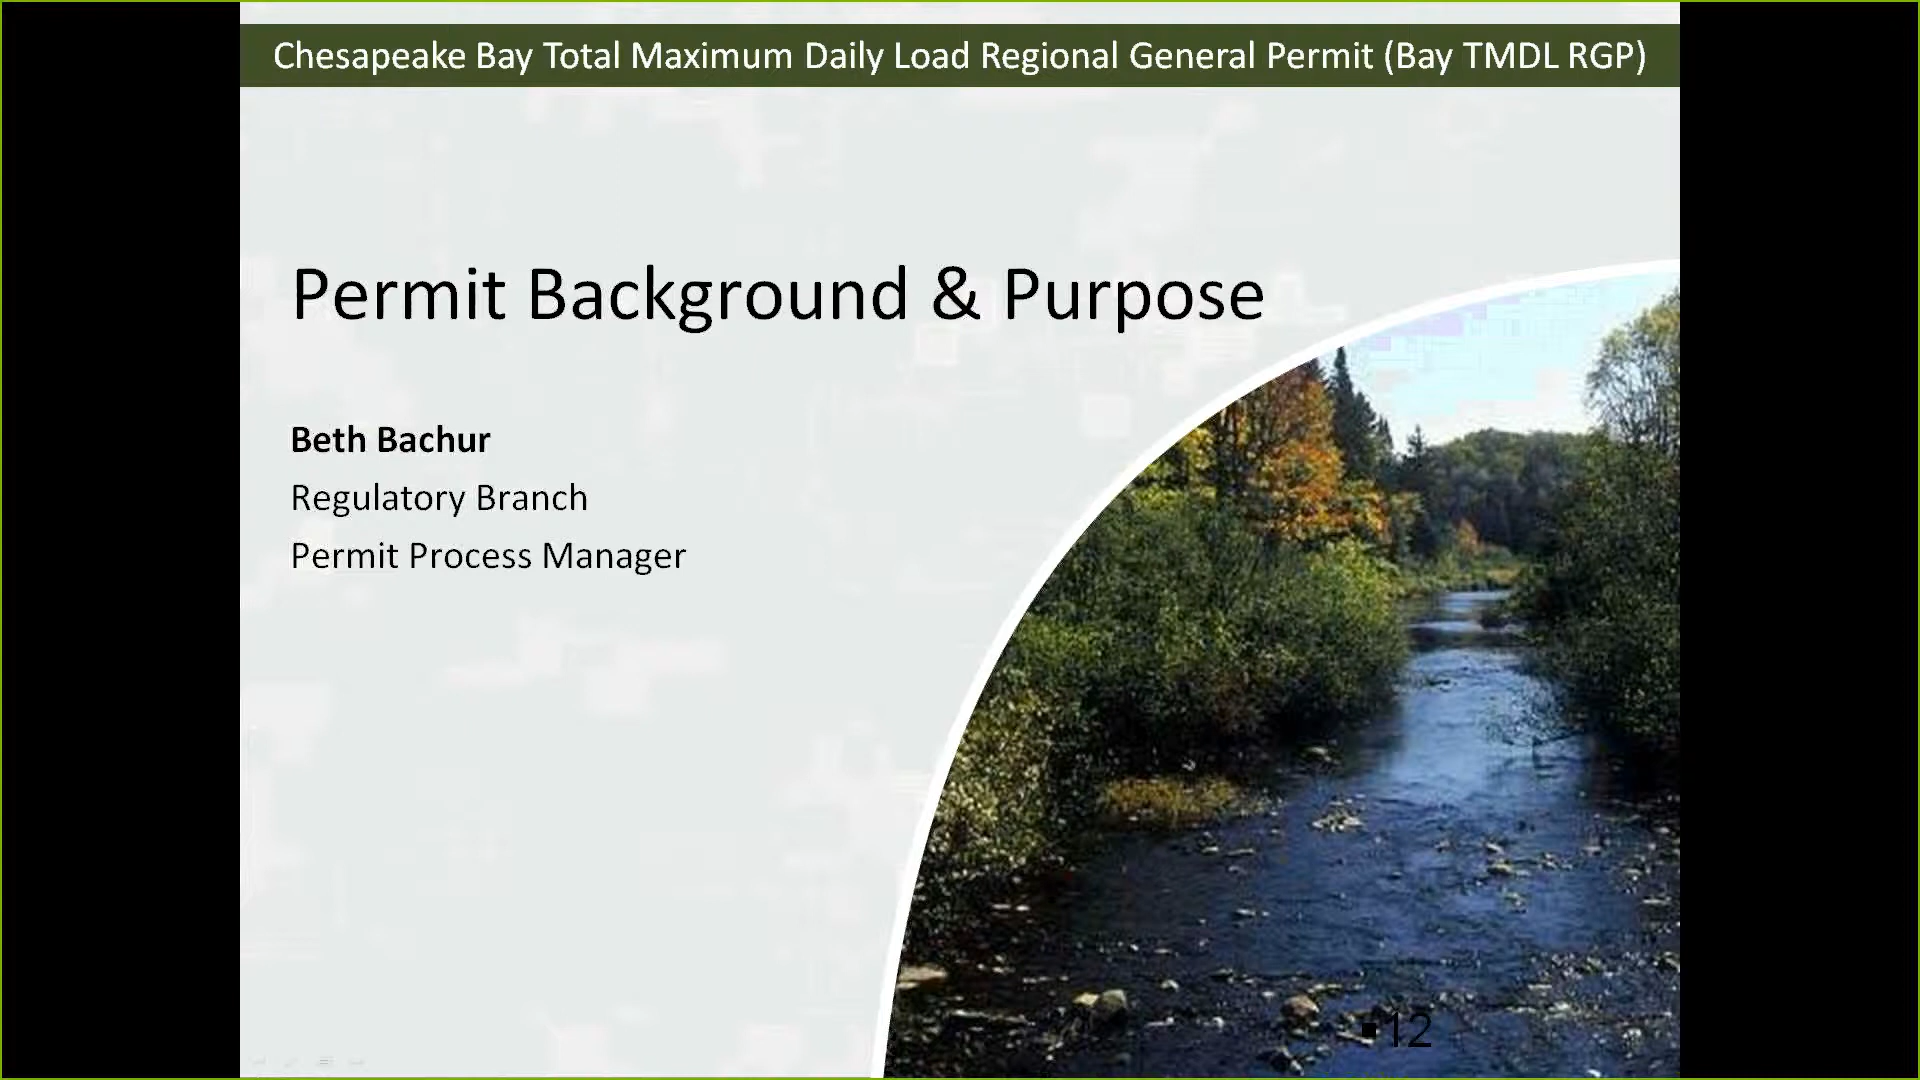 Chesapeake Bay Total Maximum Daily Load Regional General Permit (Bay TMDL RGP)
Permit Background & Purpose
Beth Bachur
Regulatory Branch
Permit Process Manager
▪12